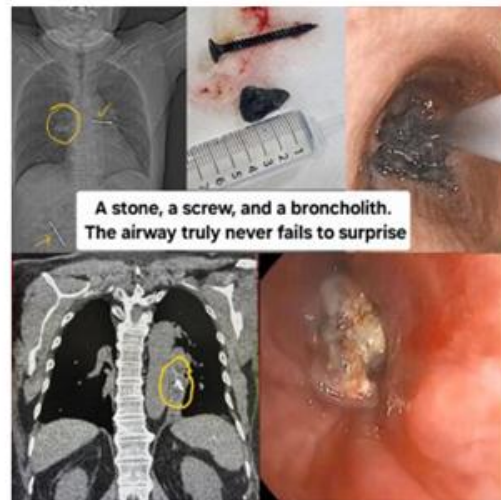 A stone, a screw, and a broncholith.
The airway truly never fails to surprise